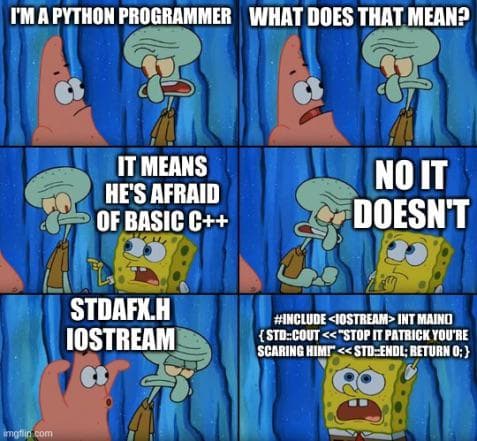 I'M A PYTHON PROGRAMMER
WHAT DOES THAT MEAN?
IT MEANS
HE'S AFRAID
OF BASIC C++
NO IT
DOESN'T
STDAFX.H
IOSTREAM
#INCLUDE <IOSTREAM> INT MAIN()
{ STD::COUT << "STOP IT PATRICK YOU'RE
SCARING HIM!" << STD::ENDL; RETURN 0; }
imgflip.com